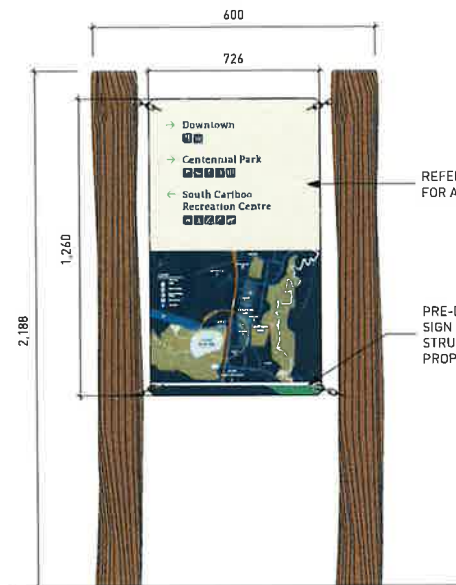 600
726
→ Downtown
→ Centennial Park
← South Cariboo
Recreation Centre
1,260
2,188
REFE
FOR A
PRE-D
SIGN
STRU
PROP